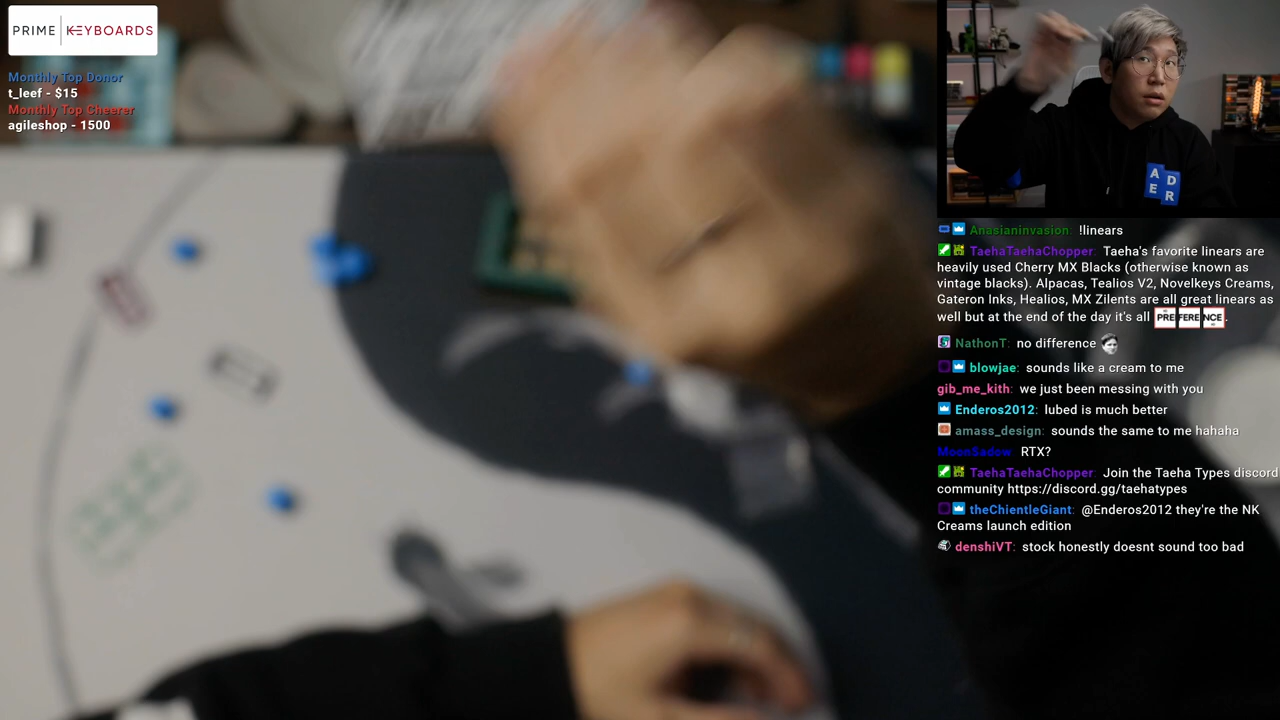 PRIME KEYBOARDS
Monthly Top Donor
t_leef - $15
Monthly Top Cheerer
agileshop - 1500
A D
E R
Anasianinvasion: !linears
TaehaTaehaChopper: Taeha's favorite linears are
heavily used Cherry MX Blacks (otherwise known as
vintage blacks). Alpacas, Tealios V2, Novelkeys Creams,
Gateron Inks, Healios, MX Zilents are all great linears as
well but at the end of the day it's all PRE FERE NCE.
NathonT: no difference
blowjae: sounds like a cream to me
gib_me_kith: we just been messing with you
Enderos2012: lubed is much better
amass_design: sounds the same to me hahaha
MoonSadow: RTX?
TaehaTaehaChopper: Join the Taeha Types discord
community https://discord.gg/taehatypes
theChientleGiant: @Enderos2012 they're the NK
Creams launch edition
denshiVT: stock honestly doesnt sound too bad